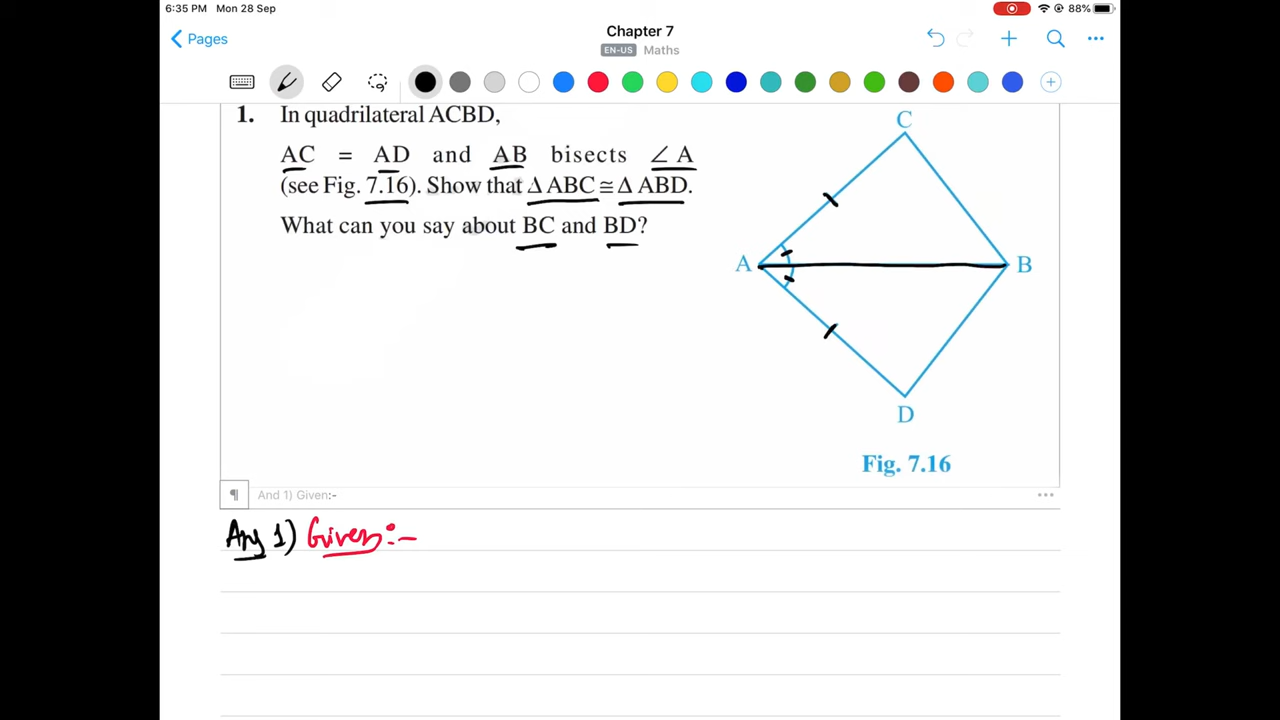 6:35 PM Mon 28 Sep
88%
Pages
Chapter 7
EN-US Maths
1. In quadrilateral ACBD,
AC = AD and AB bisects ∠ A
(see Fig. 7.16). Show that Δ ABC ≅ Δ ABD.
What can you say about BC and BD?
C
A
B
D
Fig. 7.16
¶ And 1) Given:-
Ans 1) Given:-